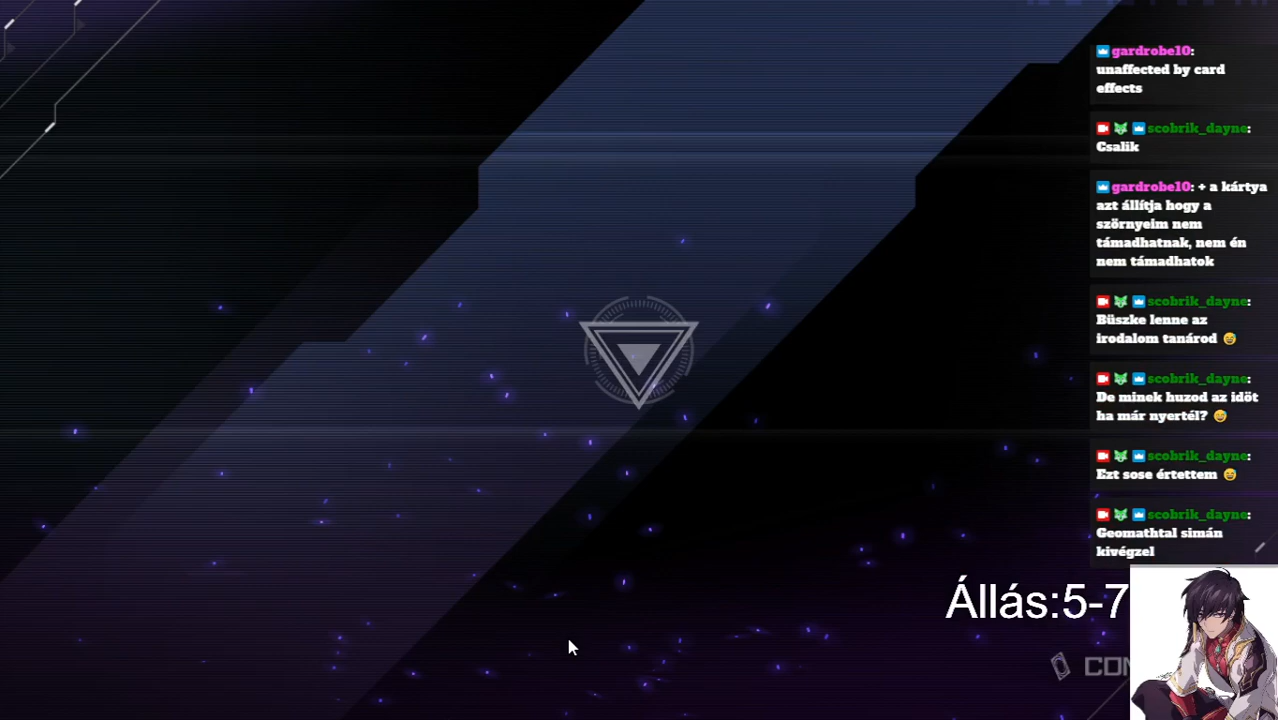 gardrobe10:
unaffected by card
effects
scobrik_dayne:
Csalik
gardrobe10: + a kártya
azt állítja hogy a
szörnyeim nem
támadhatnak, nem én
nem támadhatok
scobrik_dayne:
Büszke lenne az
irodalom tanárod
scobrik_dayne:
De minek huzod az idöt
ha már nyertél?
scobrik_dayne:
Ezt sose értettem
scobrik_dayne:
Geomathtal simán
kivégzel
Állás:5-7